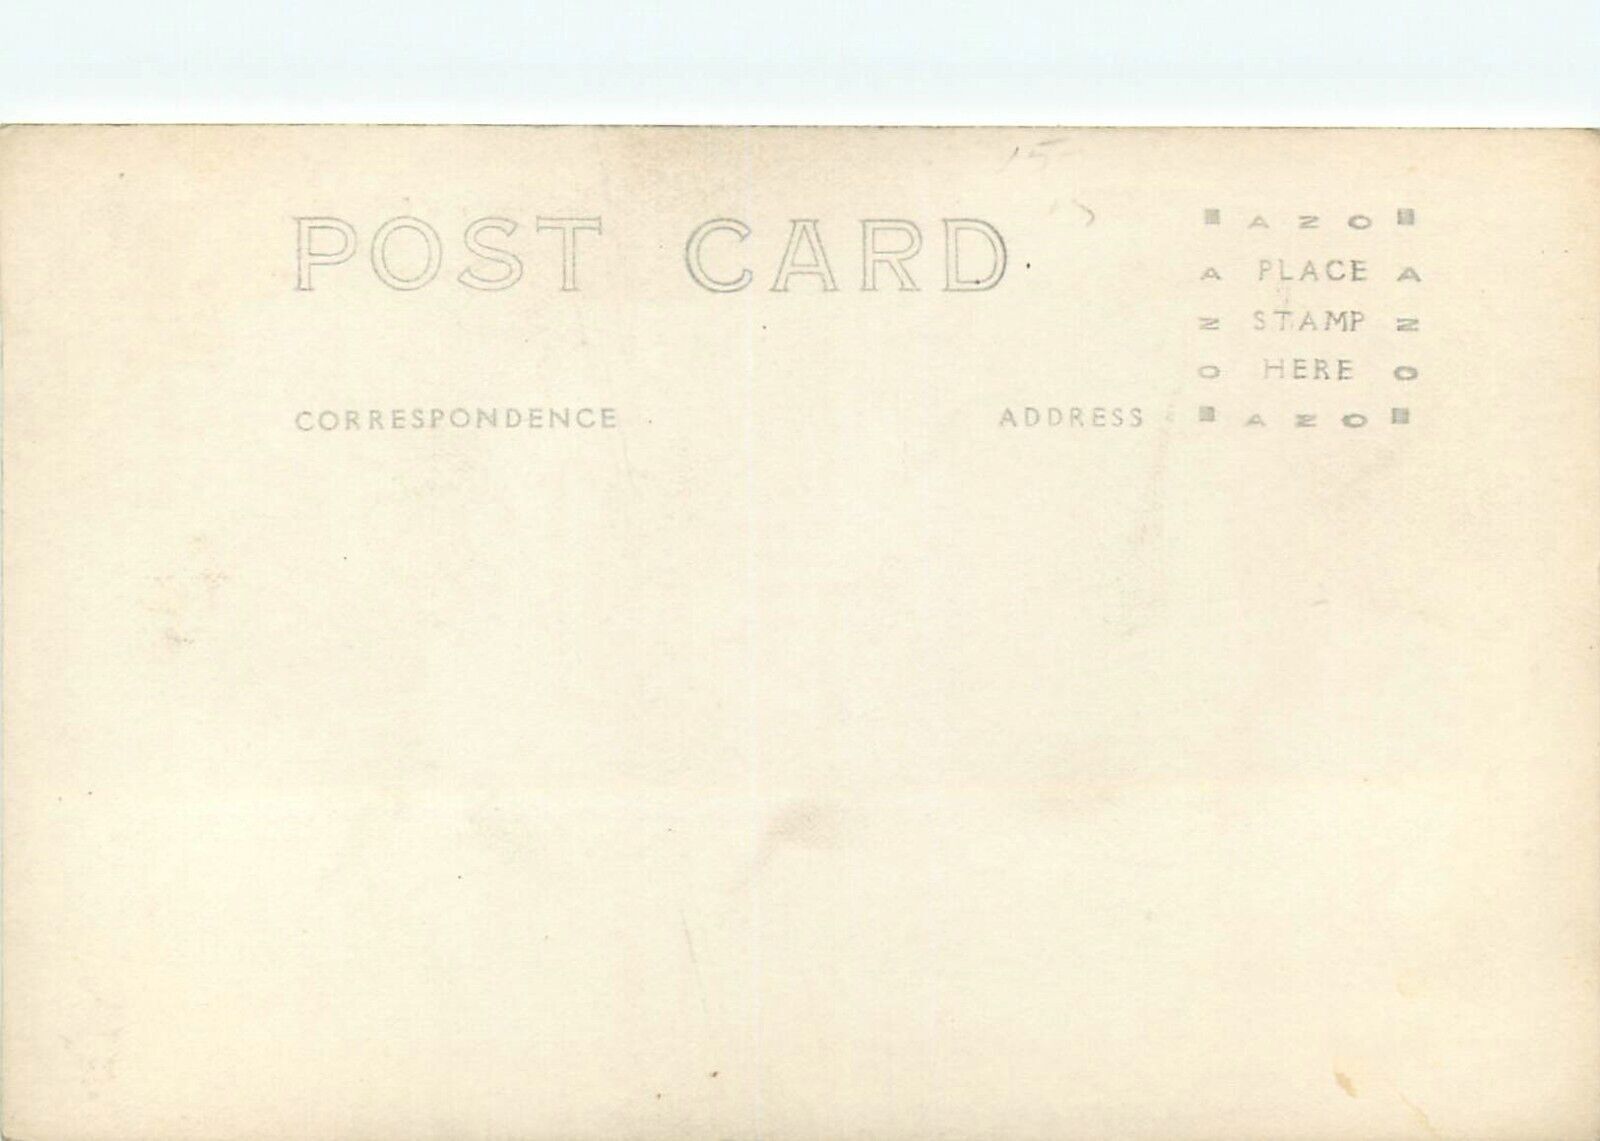 15
POST CARD
AZO
A PLACE A
N STAMP N
O HERE O
AZO
CORRESPONDENCE
ADDRESS